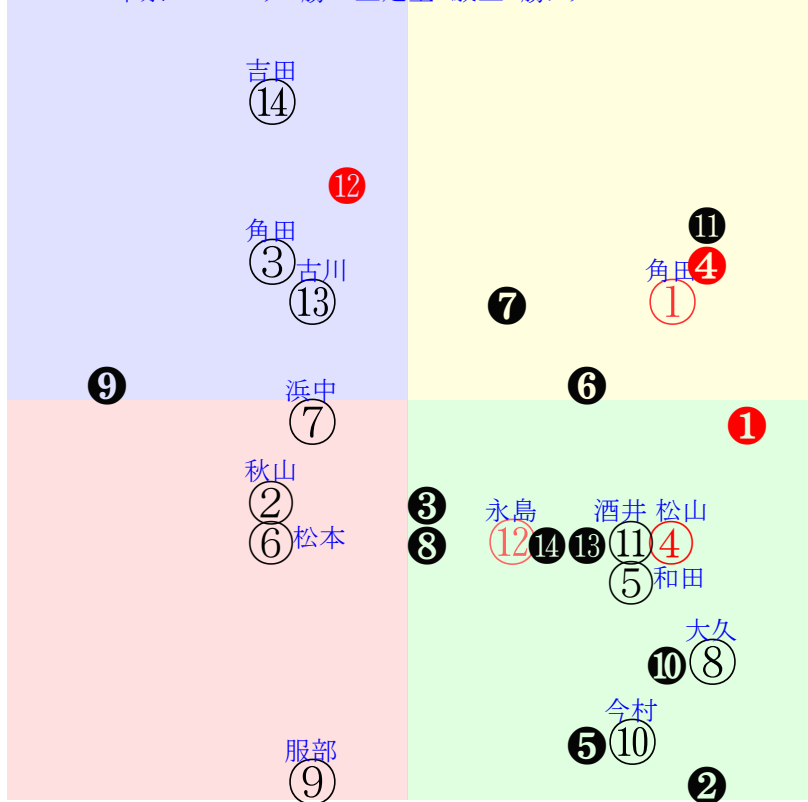 吉田
⑭
⓬
⓫
角田
③
❹
角田
①
古川
⑬
❼
❾
❻
浜中
⑦
❶
秋山
②
❸
永島
⑫
酒井
⑪
松山
④
⑥
松本
❽
⓮
⓭
⑤
和田
大久
⑧
❿
今村
⑩
❺
服部
⑨
❷